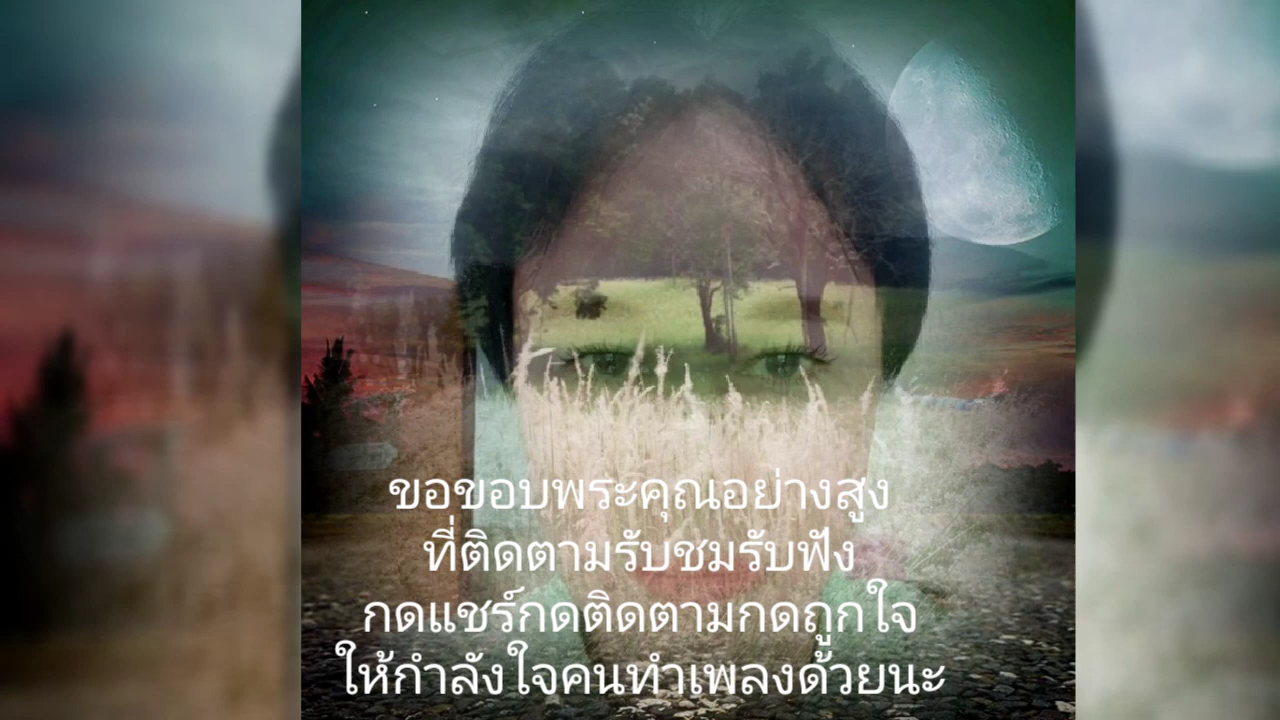 ขอขอบพระคุณอย่างสูง
ที่ติดตามรับชมรับฟัง
กดแชร์กดติดตามกดถูกใจ
ให้กำลังใจคนทำเพลงด้วยนะ